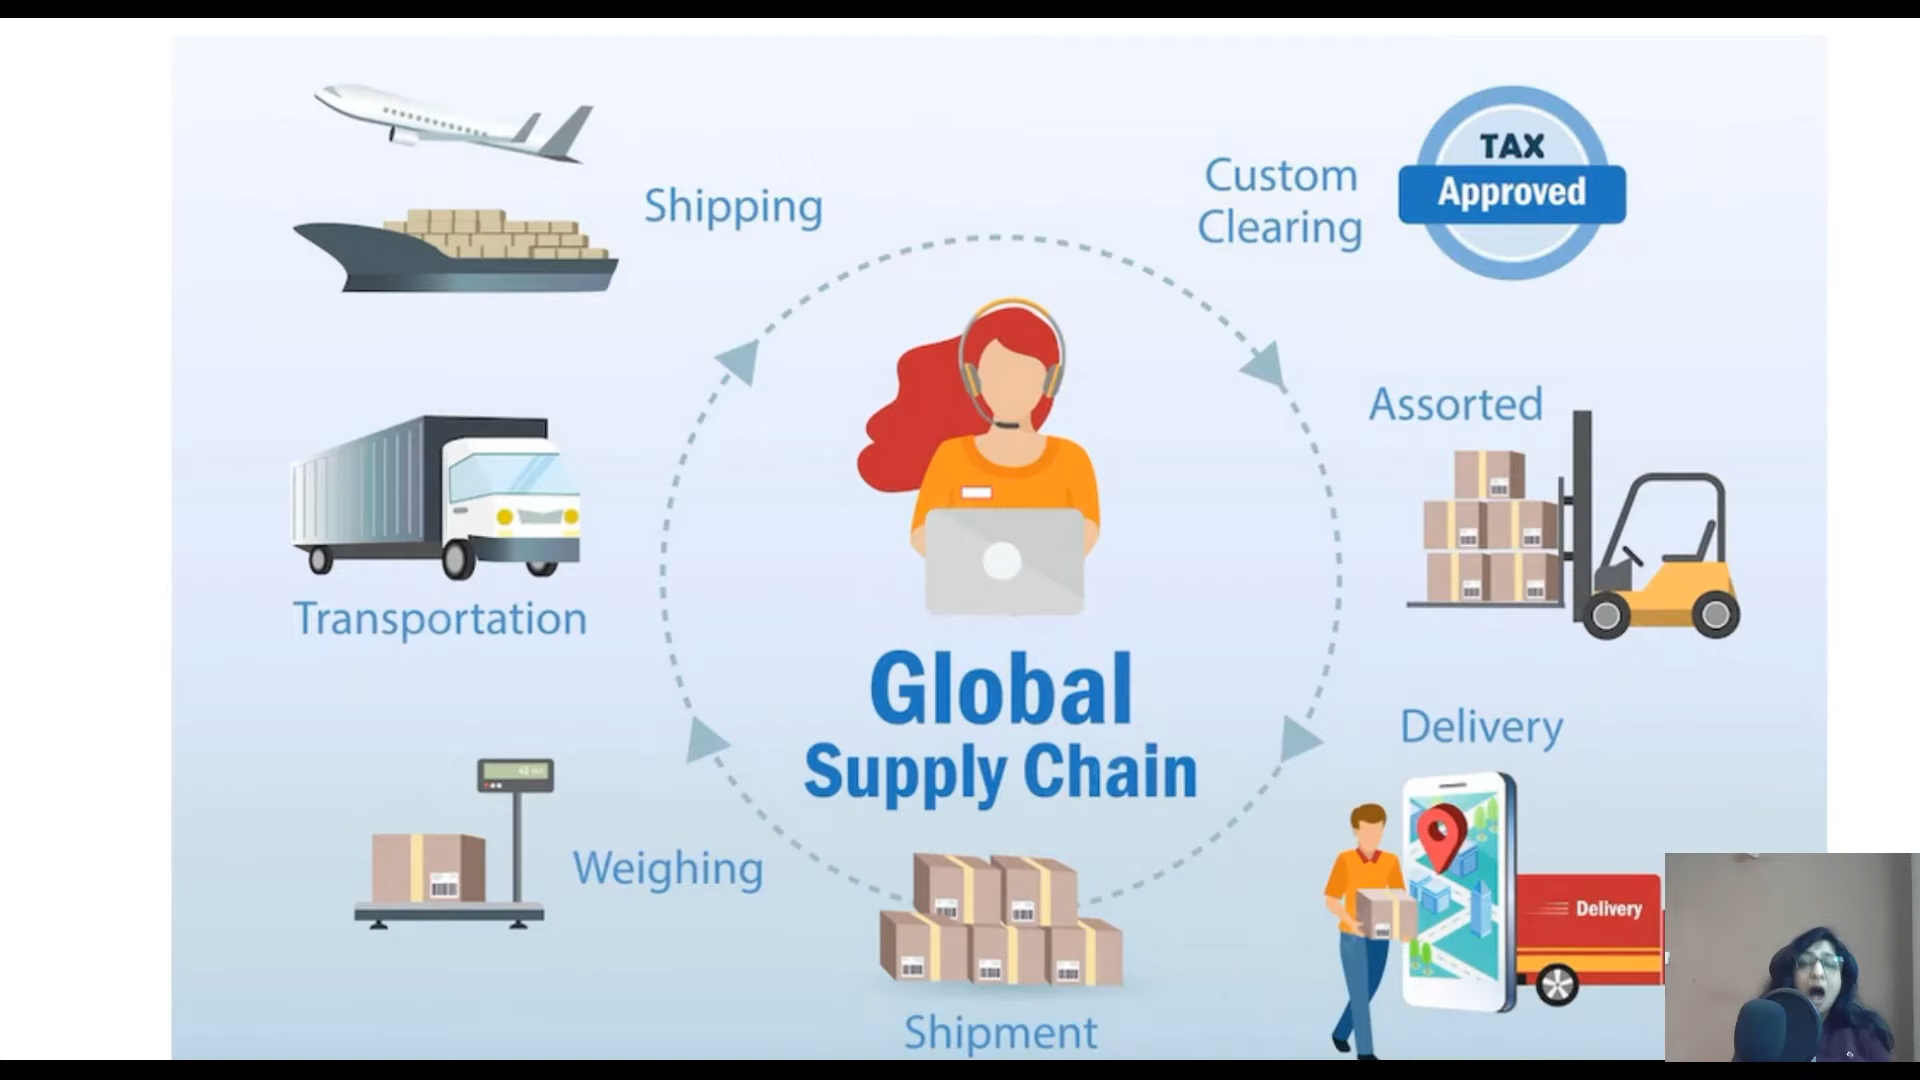 Shipping
Custom
Clearing
TAX
Approved
Assorted
Transportation
Global
Supply Chain
Delivery
Weighing
Delivery
Shipment